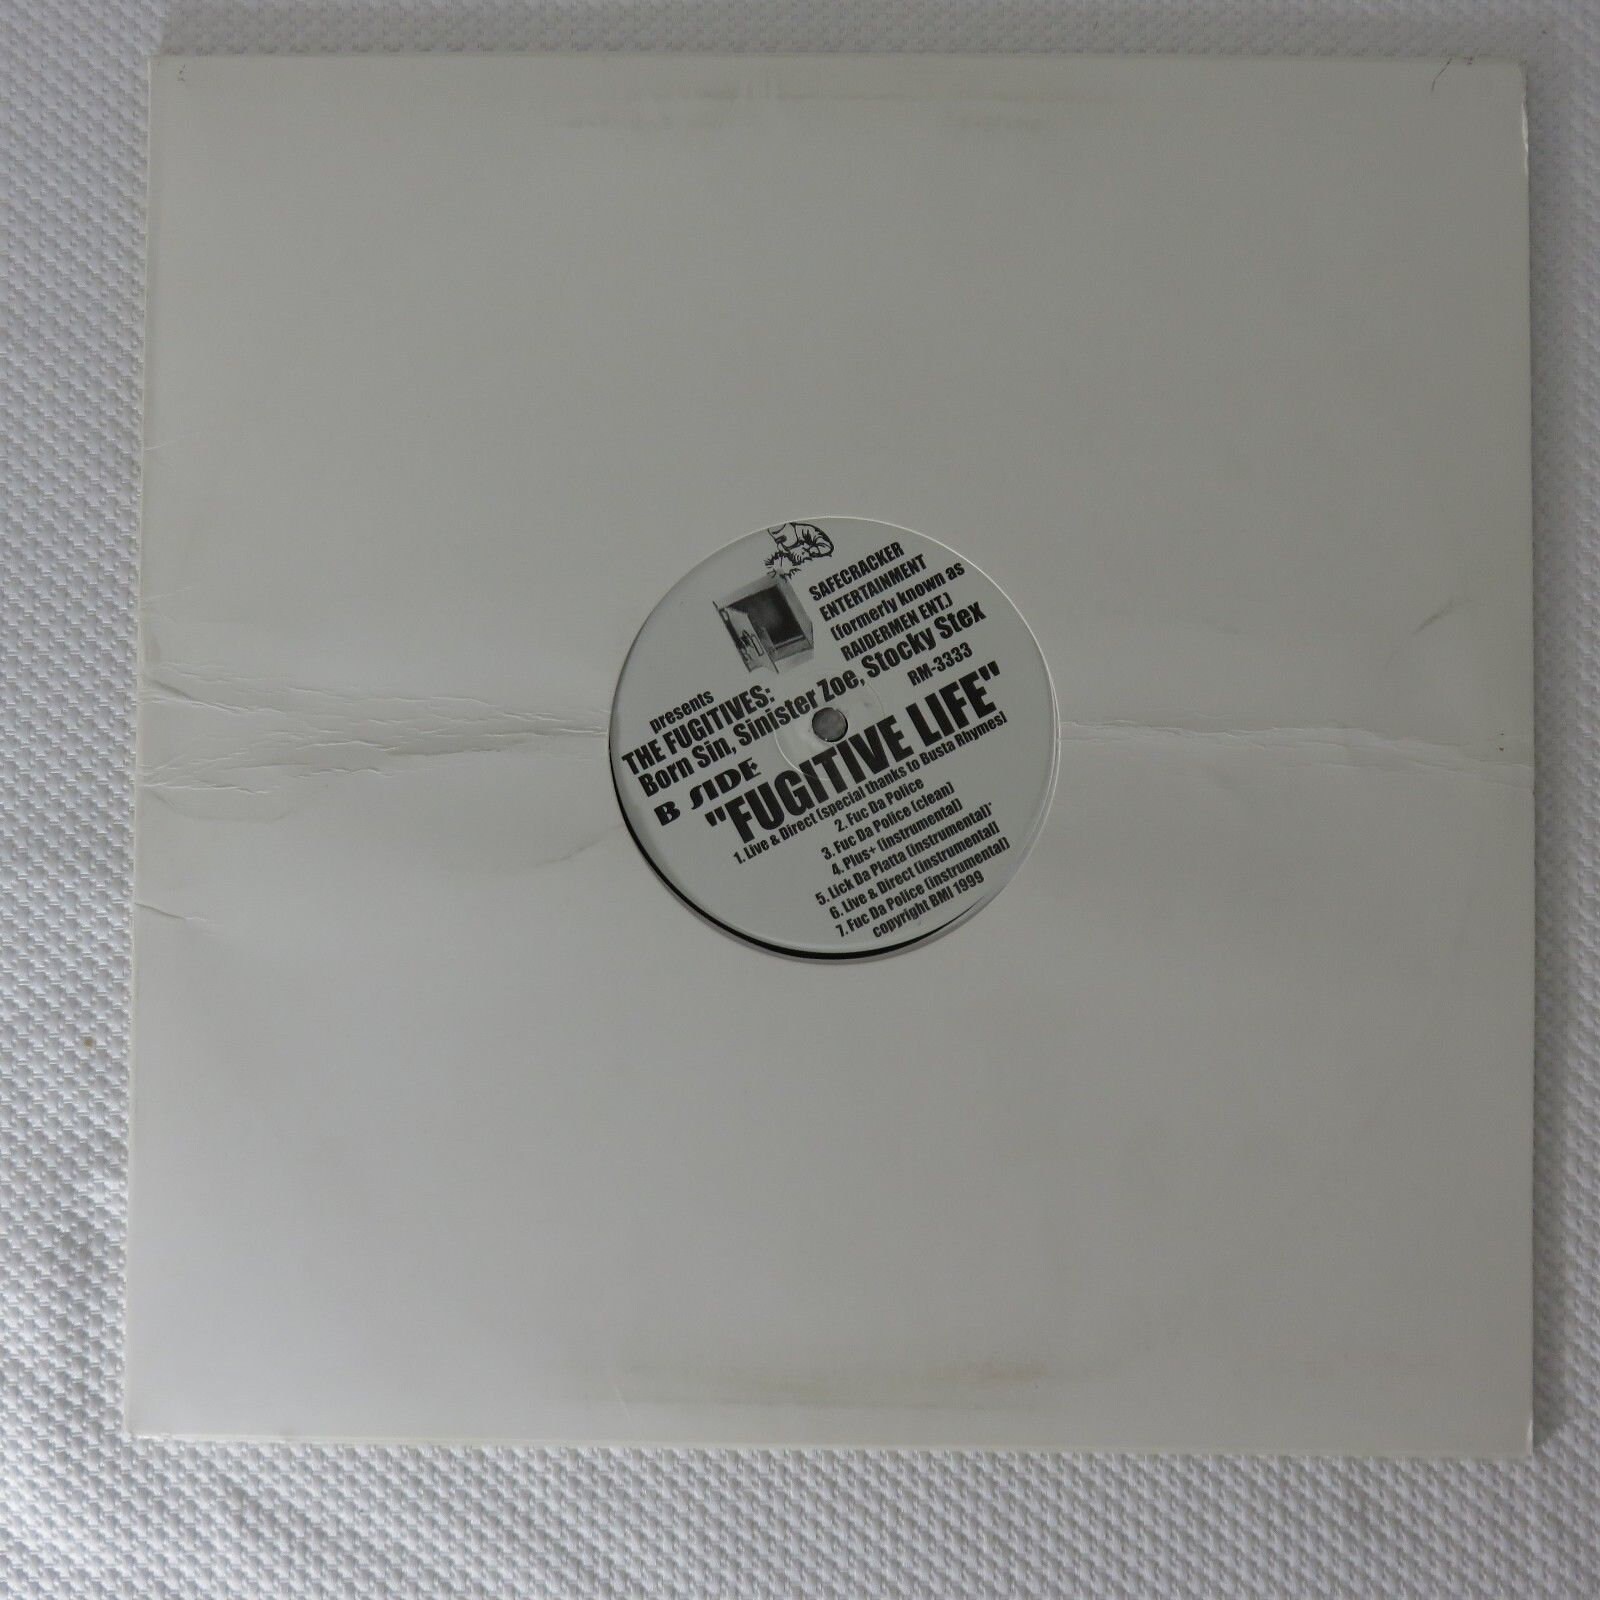 SAFECRACKER
ENTERTAINMENT
(formerly known as
RAIDERMEN ENT.)
presents
THE FUGITIVES:
Born Sin, Sinister Zoe, Stocky Stex
RM-3333
B SIDE
"FUGITIVE LIFE"
1. Live & Direct [special thanks to Busta Rhymes]
2. Fuc Da Police
3. Fuc Da Police (clean)
4. Plus+ (instrumental)
5. Lick Da Platta (instrumental)*
6. Live & Direct (instrumental)
7. Fuc Da Police (instrumental)
copyright BMI 1999